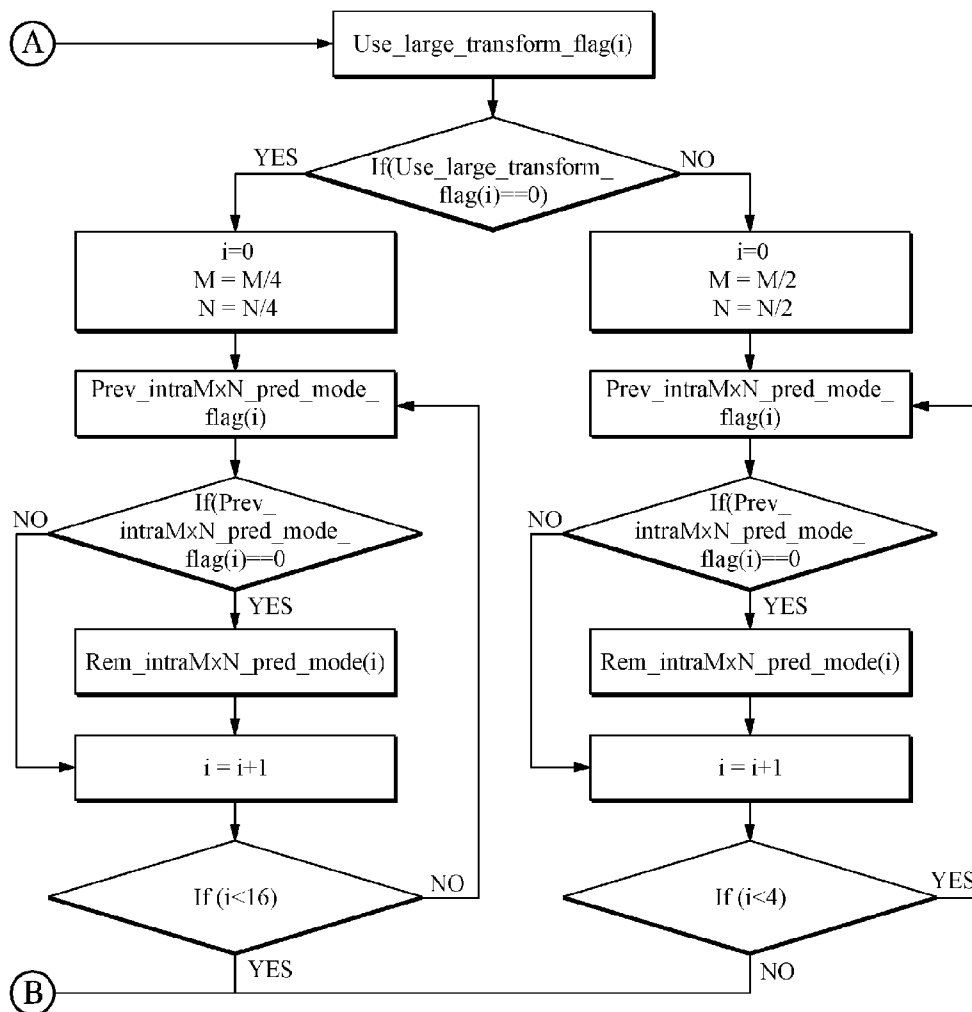 A
Use_large_transform_flag(i)
If(Use_large_transform_
flag(i)==0)
YES
NO
i=0
M = M/4
N = N/4
i=0
M = M/2
N = N/2
Prev_intraMxN_pred_mode_
flag(i)
Prev_intraMxN_pred_mode_
flag(i)
If(Prev_
intraMxN_pred_mode_
flag(i)==0
NO
YES
If(Prev_
intraMxN_pred_mode_
flag(i)==0
NO
YES
Rem_intraMxN_pred_mode(i)
Rem_intraMxN_pred_mode(i)
i = i+1
i = i+1
If (i<16)
NO
YES
If (i<4)
YES
NO
B